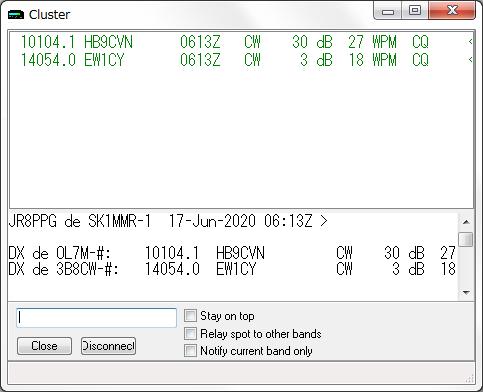 Cluster
10104.1 HB9CVN 0613Z CW 30 dB 27 WPM CQ <
14054.0 EW1CY 0613Z CW 3 dB 18 WPM CQ <
JR8PPG de SK1MMR-1 17-Jun-2020 06:13Z >
DX de OL7M-#: 10104.1 HB9CVN CW 30 dB 27
DX de 3B8CW-#: 14054.0 EW1CY CW 3 dB 18
Stay on top
Relay spot to other bands
Close Disconnect Notify current band only